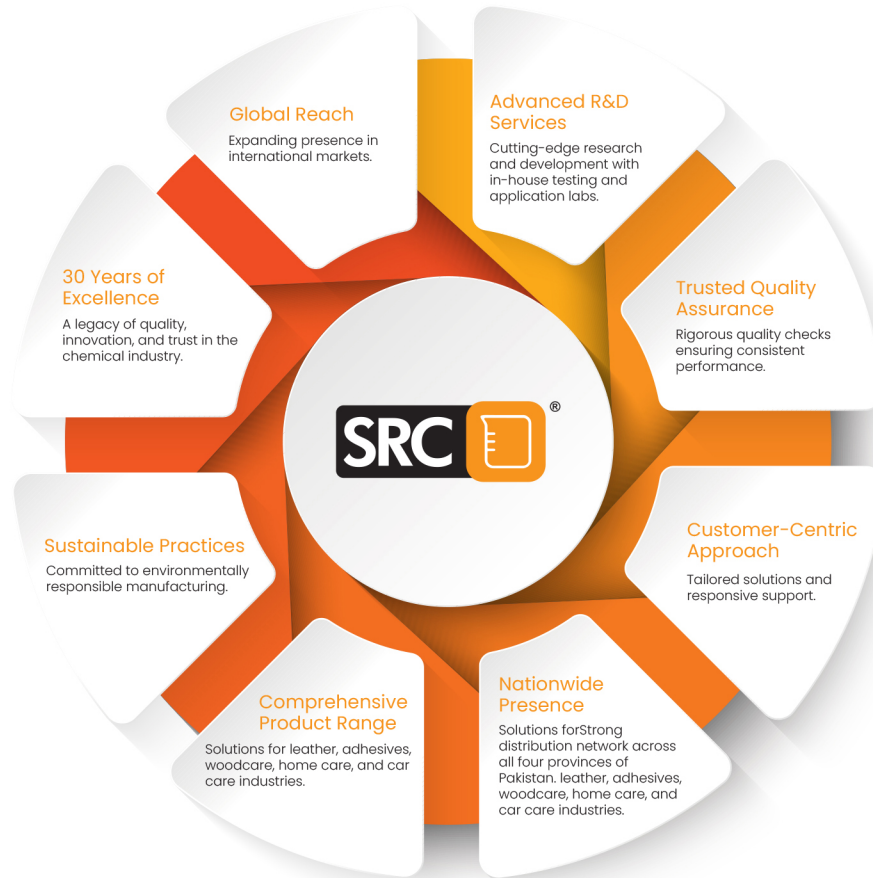 Global Reach
Expanding presence in
international markets.
Advanced R&D
Services
Cutting-edge research
and development with
in-house testing and
application labs.
Trusted Quality
Assurance
Rigorous quality checks
ensuring consistent
performance.
Customer-Centric
Approach
Tailored solutions and
responsive support.
Nationwide
Presence
Solutions forStrong
distribution network across
all four provinces of
Pakistan. leather, adhesives,
woodcare, home care, and
car care industries.
Comprehensive
Product Range
Solutions for leather, adhesives,
woodcare, home care, and car
care industries.
Sustainable Practices
Committed to environmentally
responsible manufacturing.
30 Years of
Excellence
A legacy of quality,
innovation, and trust in the
chemical industry.
SRC ®